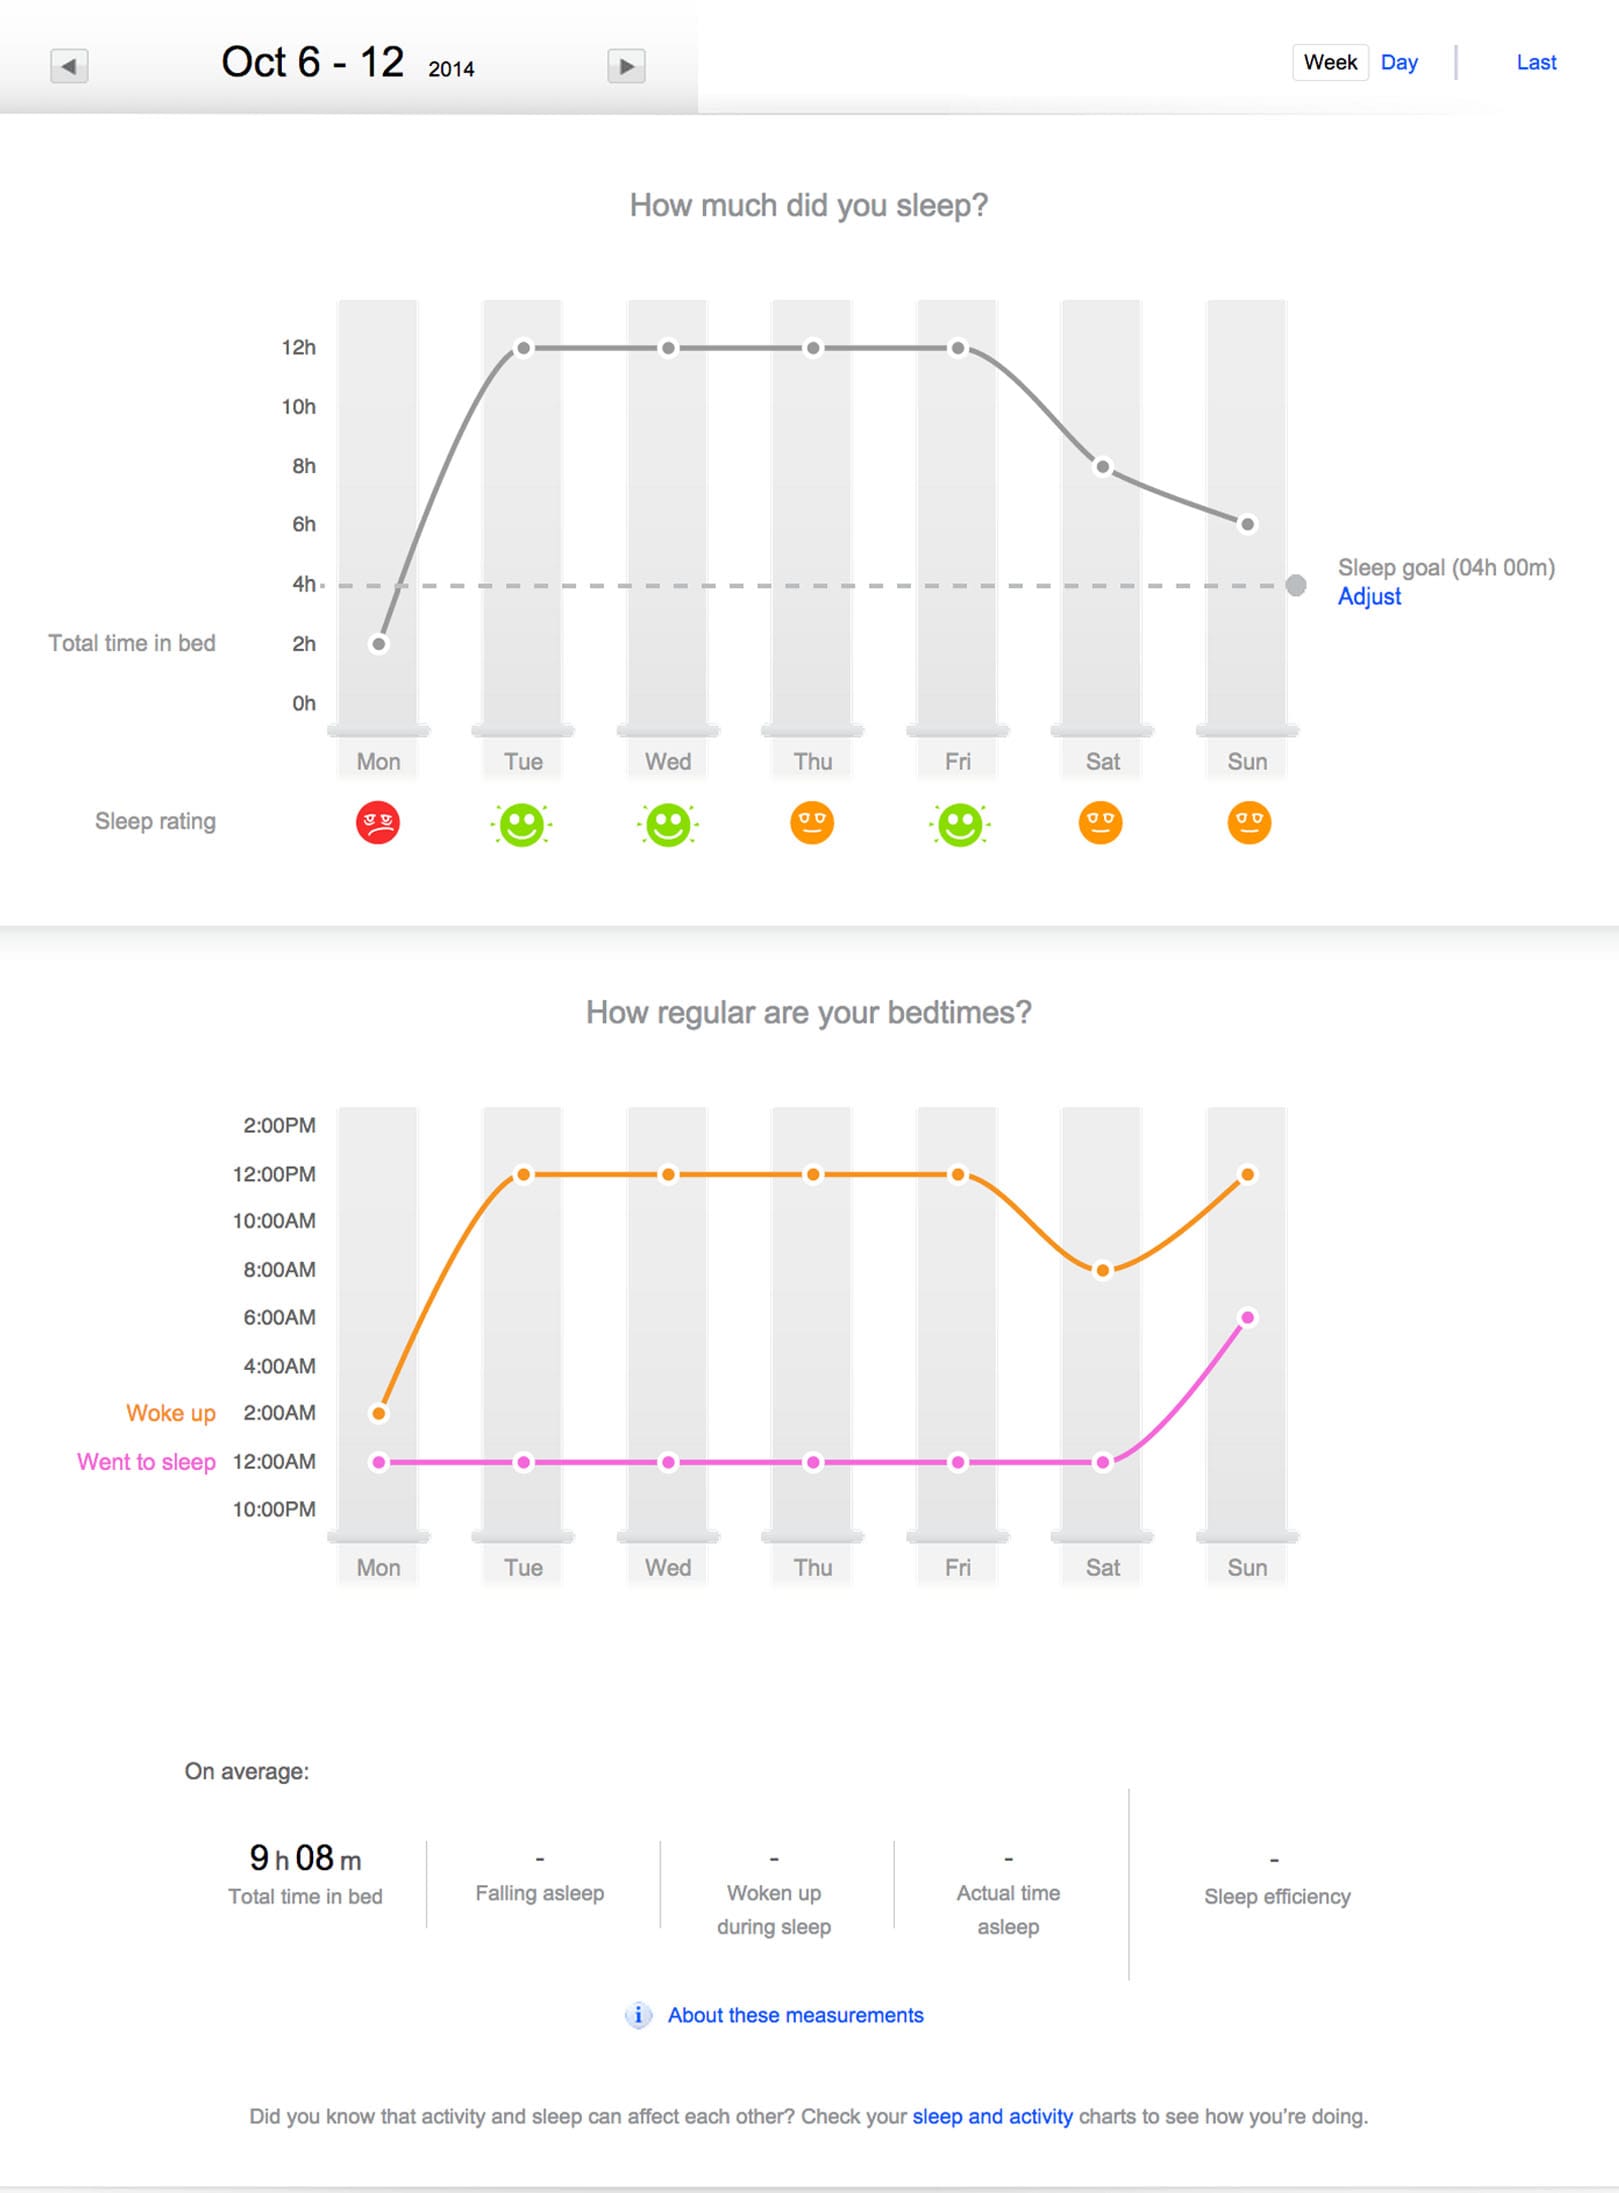 Oct 6 - 12 2014
Week Day Last
How much did you sleep?
12h
10h
8h
6h
Sleep goal (04h 00m)
4h
Adjust
Total time in bed 2h
0h
Mon Tue Wed Thu Fri Sat Sun
Sleep rating
How regular are your bedtimes?
2:00PM
12:00PM
10:00AM
8:00AM
6:00AM
4:00AM
Woke up 2:00AM
Went to sleep 12:00AM
10:00PM
Mon Tue Wed Thu Fri Sat Sun
On average:
9 h 08 m - - - -
Total time in bed Falling asleep Woken up Actual time Sleep efficiency
during sleep asleep
i About these measurements
Did you know that activity and sleep can affect each other? Check your sleep and activity charts to see how you're doing.